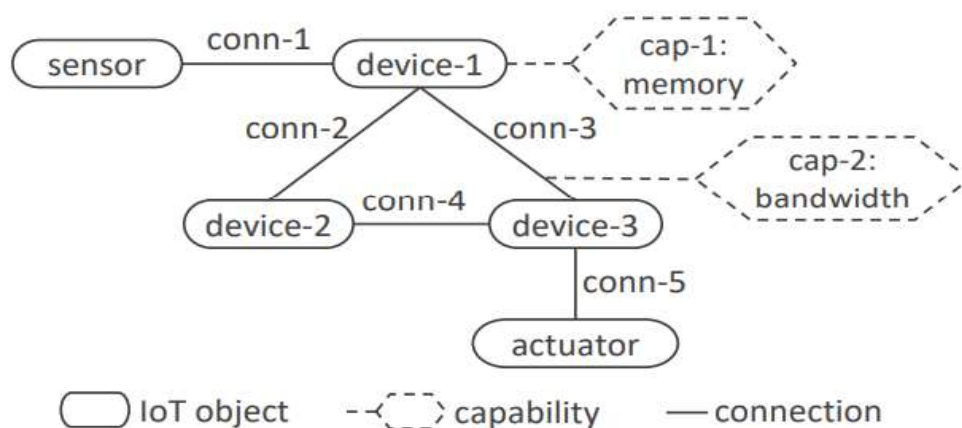 conn-1
sensor
device-1
cap-1:
memory
conn-2
conn-3
cap-2:
bandwidth
conn-4
device-2
device-3
conn-5
actuator
IoT object
capability
connection